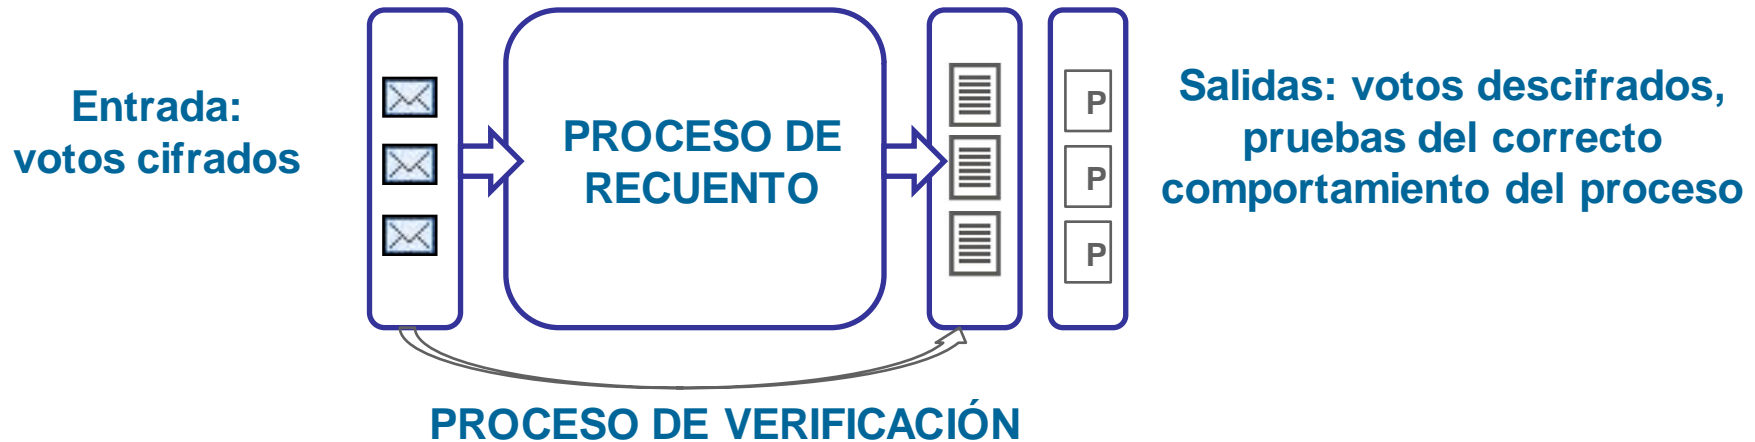 Entrada:
votos cifrados
PROCESO DE
RECUENTO
P
P
P
Salidas: votos descifrados,
pruebas del correcto
comportamiento del proceso
PROCESO DE VERIFICACIÓN